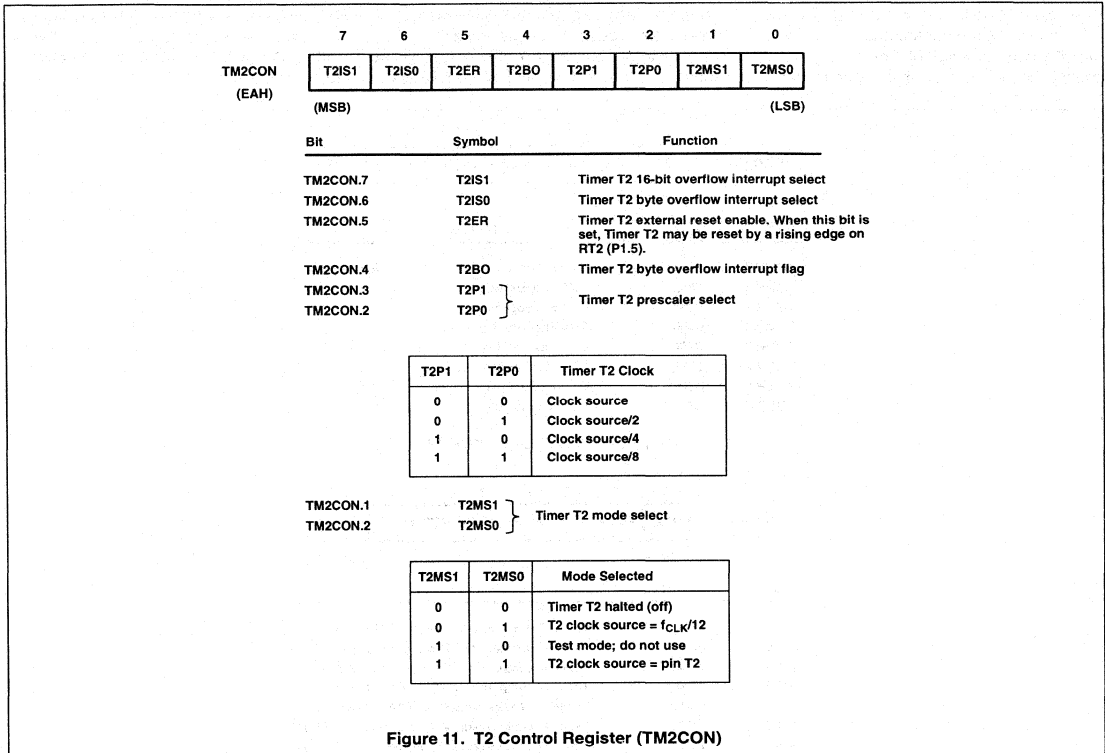 7 6 5 4 3 2 1 0
TM2CON T2IS1 T2IS0 T2ER T2BO T2P1 T2P0 T2MS1 T2MS0
(EAH)
(MSB) (LSB)
Bit Symbol Function
TM2CON.7 T2IS1 Timer T2 16-bit overflow interrupt select
TM2CON.6 T2IS0 Timer T2 byte overflow interrupt select
TM2CON.5 T2ER Timer T2 external reset enable. When this bit is
set, Timer T2 may be reset by a rising edge on
RT2 (P1.5).
TM2CON.4 T2BO Timer T2 byte overflow interrupt flag
TM2CON.3 T2P1
Timer T2 prescaler select
TM2CON.2 T2P0
T2P1 T2P0 Timer T2 Clock
0 0 Clock source
0 1 Clock source/2
1 0 Clock source/4
1 1 Clock source/8
TM2CON.1 T2MS1
Timer T2 mode select
TM2CON.2 T2MS0
T2MS1 T2MS0 Mode Selected
0 0 Timer T2 halted (off)
0 1 T2 clock source = fCLK/12
1 0 Test mode; do not use
1 1 T2 clock source = pin T2
Figure 11. T2 Control Register (TM2CON)